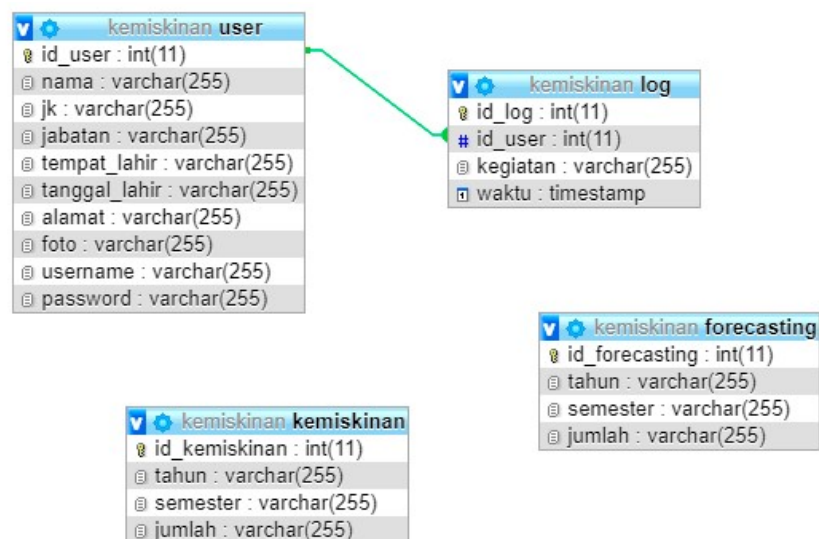 kemiskinan user
id_user : int(11)
nama : varchar(255)
jk : varchar(255)
jabatan : varchar(255)
tempat_lahir : varchar(255)
tanggal_lahir : varchar(255)
alamat : varchar(255)
foto : varchar(255)
username : varchar(255)
password : varchar(255)
kemiskinan log
id_log : int(11)
# id_user : int(11)
kegiatan : varchar(255)
waktu : timestamp
kemiskinan forecasting
id_forecasting : int(11)
tahun : varchar(255)
semester : varchar(255)
jumlah : varchar(255)
kemiskinan kemiskinan
id_kemiskinan : int(11)
tahun : varchar(255)
semester : varchar(255)
jumlah : varchar(255)